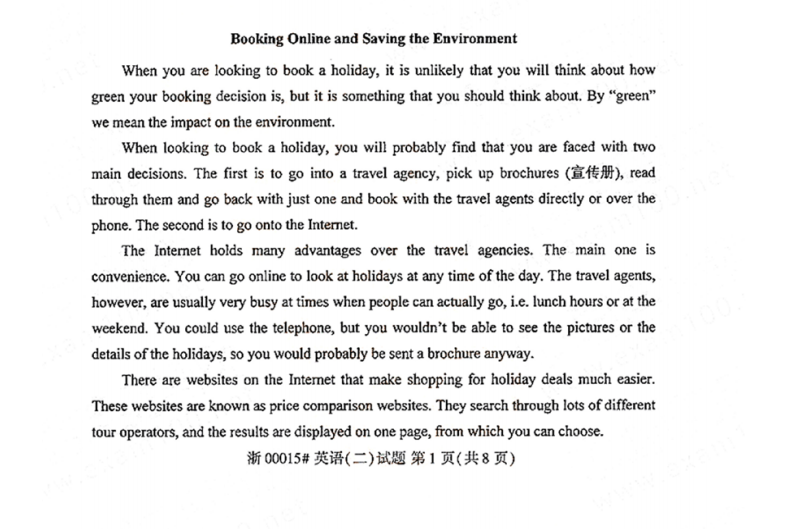 Booking Online and Saving the Environment
When you are looking to book a holiday, it is unlikely that you will think about how
green your booking decision is, but it is something that you should think about. By “green”
we mean the impact on the environment.
When looking to book a holiday, you will probably find that you are faced with two
main decisions. The first is to go into a travel agency, pick up brochures (宣传册), read
through them and go back with just one and book with the travel agents directly or over the
phone. The second is to go onto the Internet.
The Internet holds many advantages over the travel agencies. The main one is
convenience. You can go online to look at holidays at any time of the day. The travel agents,
however, are usually very busy at times when people can actually go, i.e. lunch hours or at the
weekend. You could use the telephone, but you wouldn’t be able to see the pictures or the
details of the holidays, so you would probably be sent a brochure anyway.
There are websites on the Internet that make shopping for holiday deals much easier.
These websites are known as price comparison websites. They search through lots of different
tour operators, and the results are displayed on one page, from which you can choose.
浙 00015# 英语(二)试题 第 1 页(共 8 页)